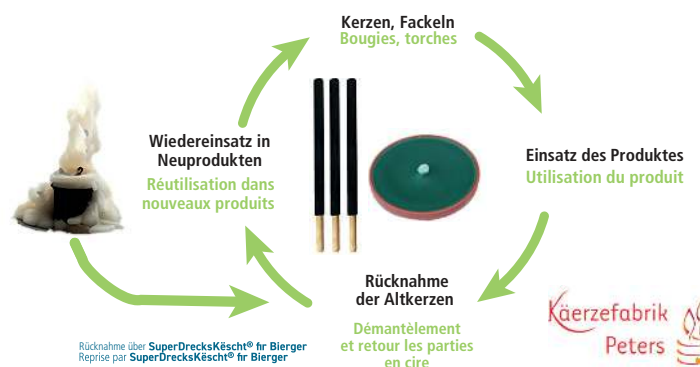 Kerzen, Fackeln
Bougies, torches
Wiedereinsatz in
Neuprodukten
Réutilisation dans
nouveaux produits
Einsatz des Produktes
Utilisation du produit
Rücknahme
der Altkerzen
Démantèlement
et retour les parties
en cire
Käerzefabrik
Peters
Rücknahme über SuperDrecksKëscht® fir Bierger
Reprise par SuperDrecksKëscht® fir Bierger